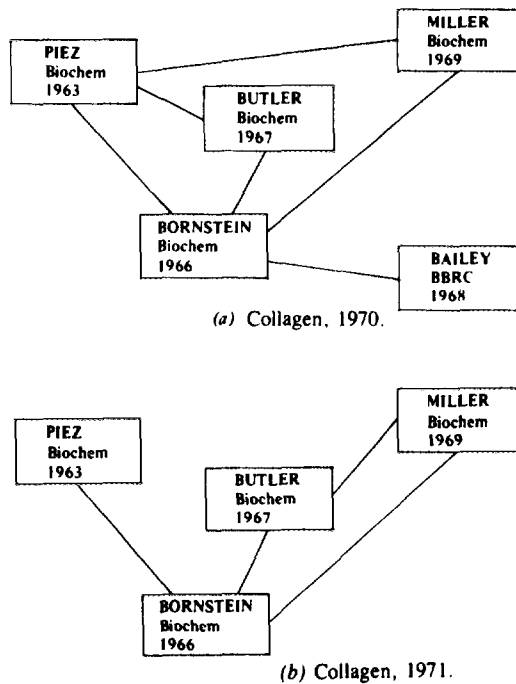 PIEZ
Biochem
1963
MILLER
Biochem
1969
BUTLER
Biochem
1967
BORNSTEIN
Biochem
1966
BAILEY
BBRC
1968
(a) Collagen, 1970.
PIEZ
Biochem
1963
MILLER
Biochem
1969
BUTLER
Biochem
1967
BORNSTEIN
Biochem
1966
(b) Collagen, 1971.